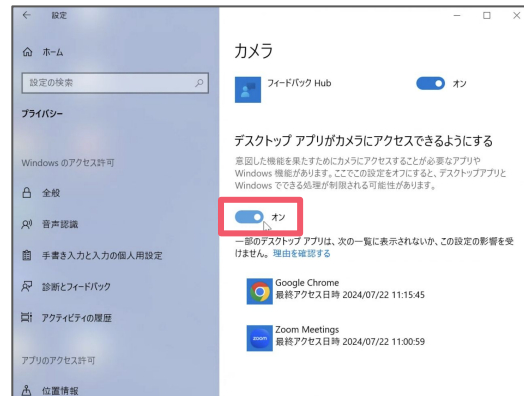 設定
ホーム
設定の検索
プライバシー
Windows のアクセス許可
全般
音声認識
手書き入力と入力の個人用設定
診断とフィードバック
アクティビティの履歴
アプリのアクセス許可
位置情報
カメラ
フィードバック Hub
オン
デスクトップ アプリがカメラにアクセスできるようにする
意図した機能を果たすためにカメラにアクセスすることが必要なアプリや
Windows 機能があります。ここでこの設定をオフにすると、デスクトップアプリと
Windows でできる処理が制限される可能性があります。
オン
一部のデスクトップ アプリは、次の一覧に表示されないか、この設定の影響を受
けません。 理由を確認する
Google Chrome
最終アクセス日時 2024/07/22 11:15:45
zoom
Zoom Meetings
最終アクセス日時 2024/07/22 11:00:59